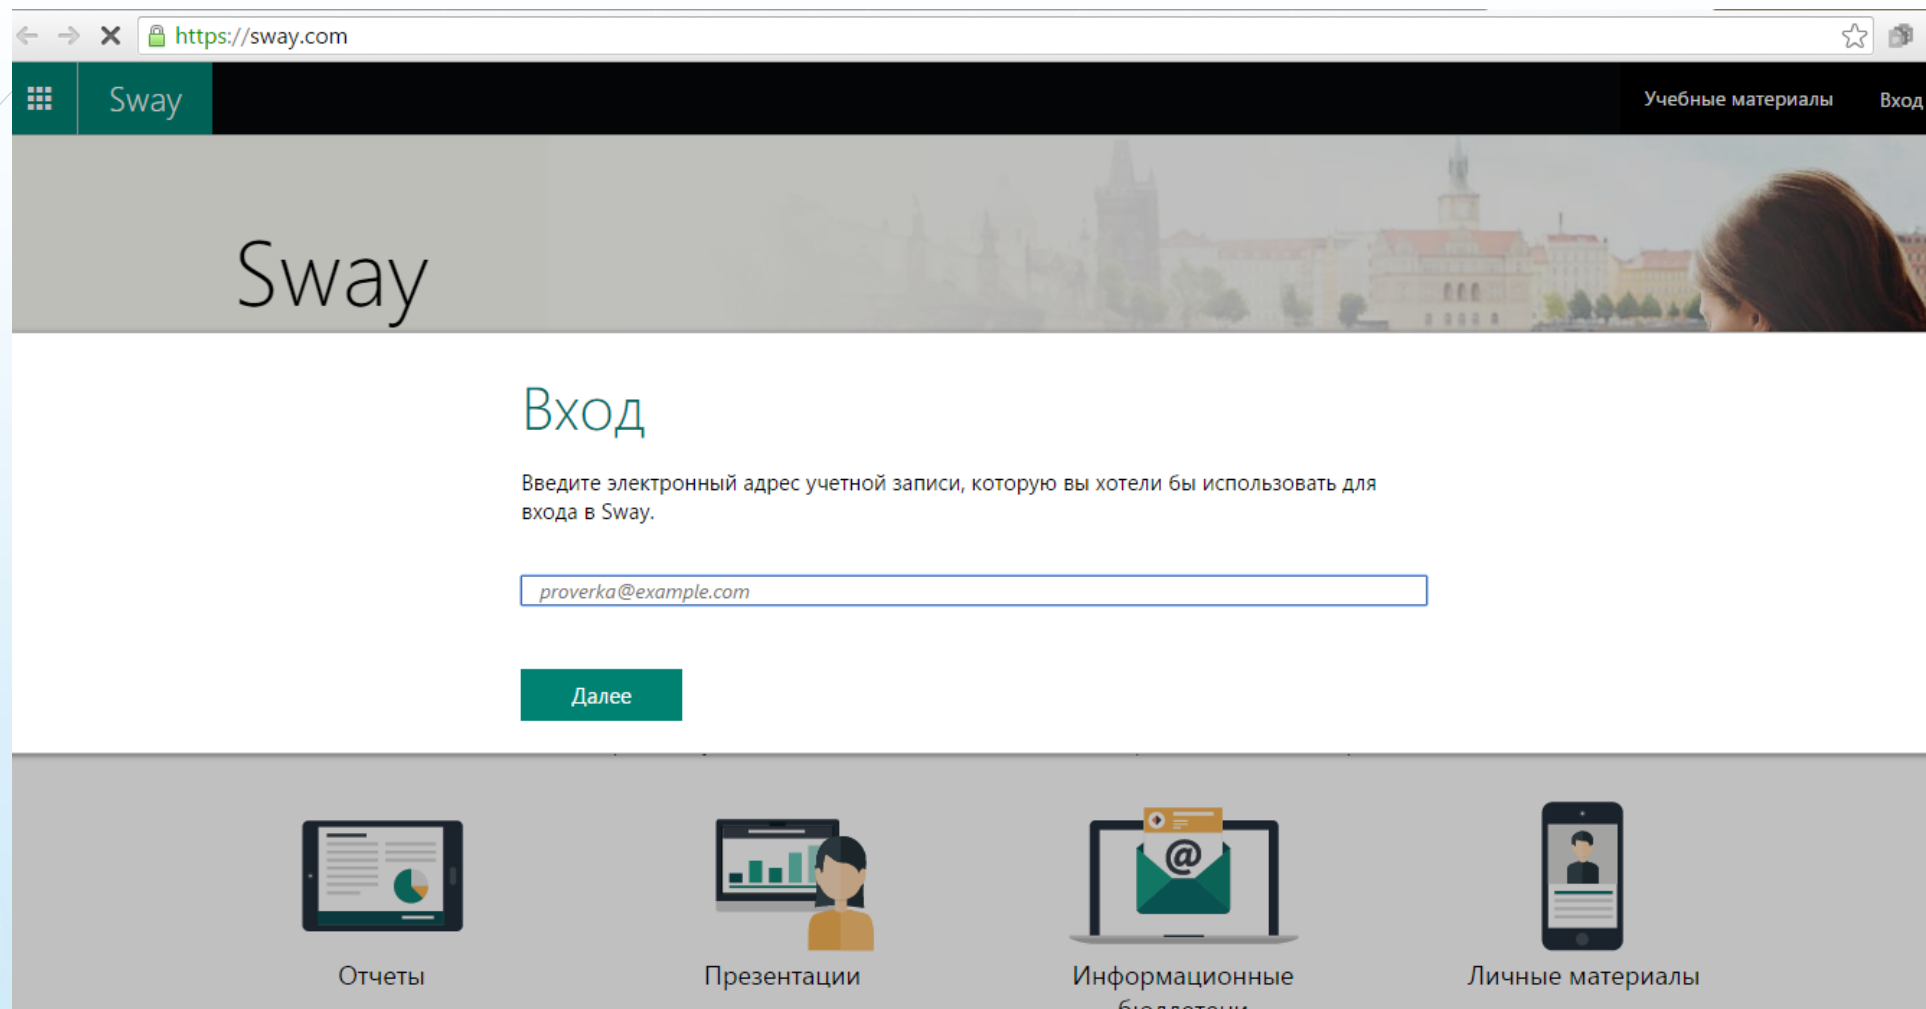 https://sway.com
Sway
Учебные материалы
Вход
Sway
Вход
Введите электронный адрес учетной записи, которую вы хотели бы использовать для
входа в Sway.
proverka@example.com
Далее
@
Отчеты
Презентации
Информационные
бюллетени
Личные материалы